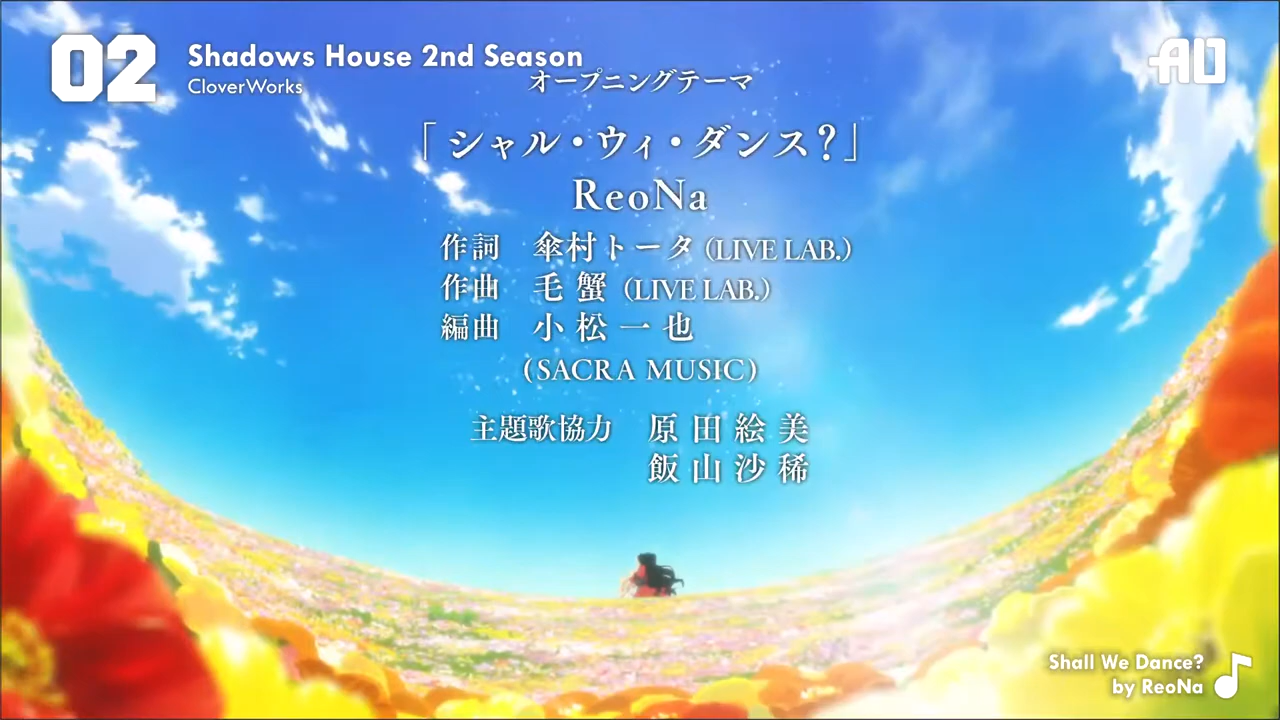 02
Shadows House 2nd Season
CloverWorks
AD
オープニングテーマ
「シャル・ウィ・ダンス?」
ReoNa
作詞 傘村トータ (LIVE LAB.)
作曲 毛蟹 (LIVE LAB.)
編曲 小松一也
(SACRA MUSIC)
主題歌協力 原田絵美
飯山沙稀
Shall We Dance?
by ReoNa